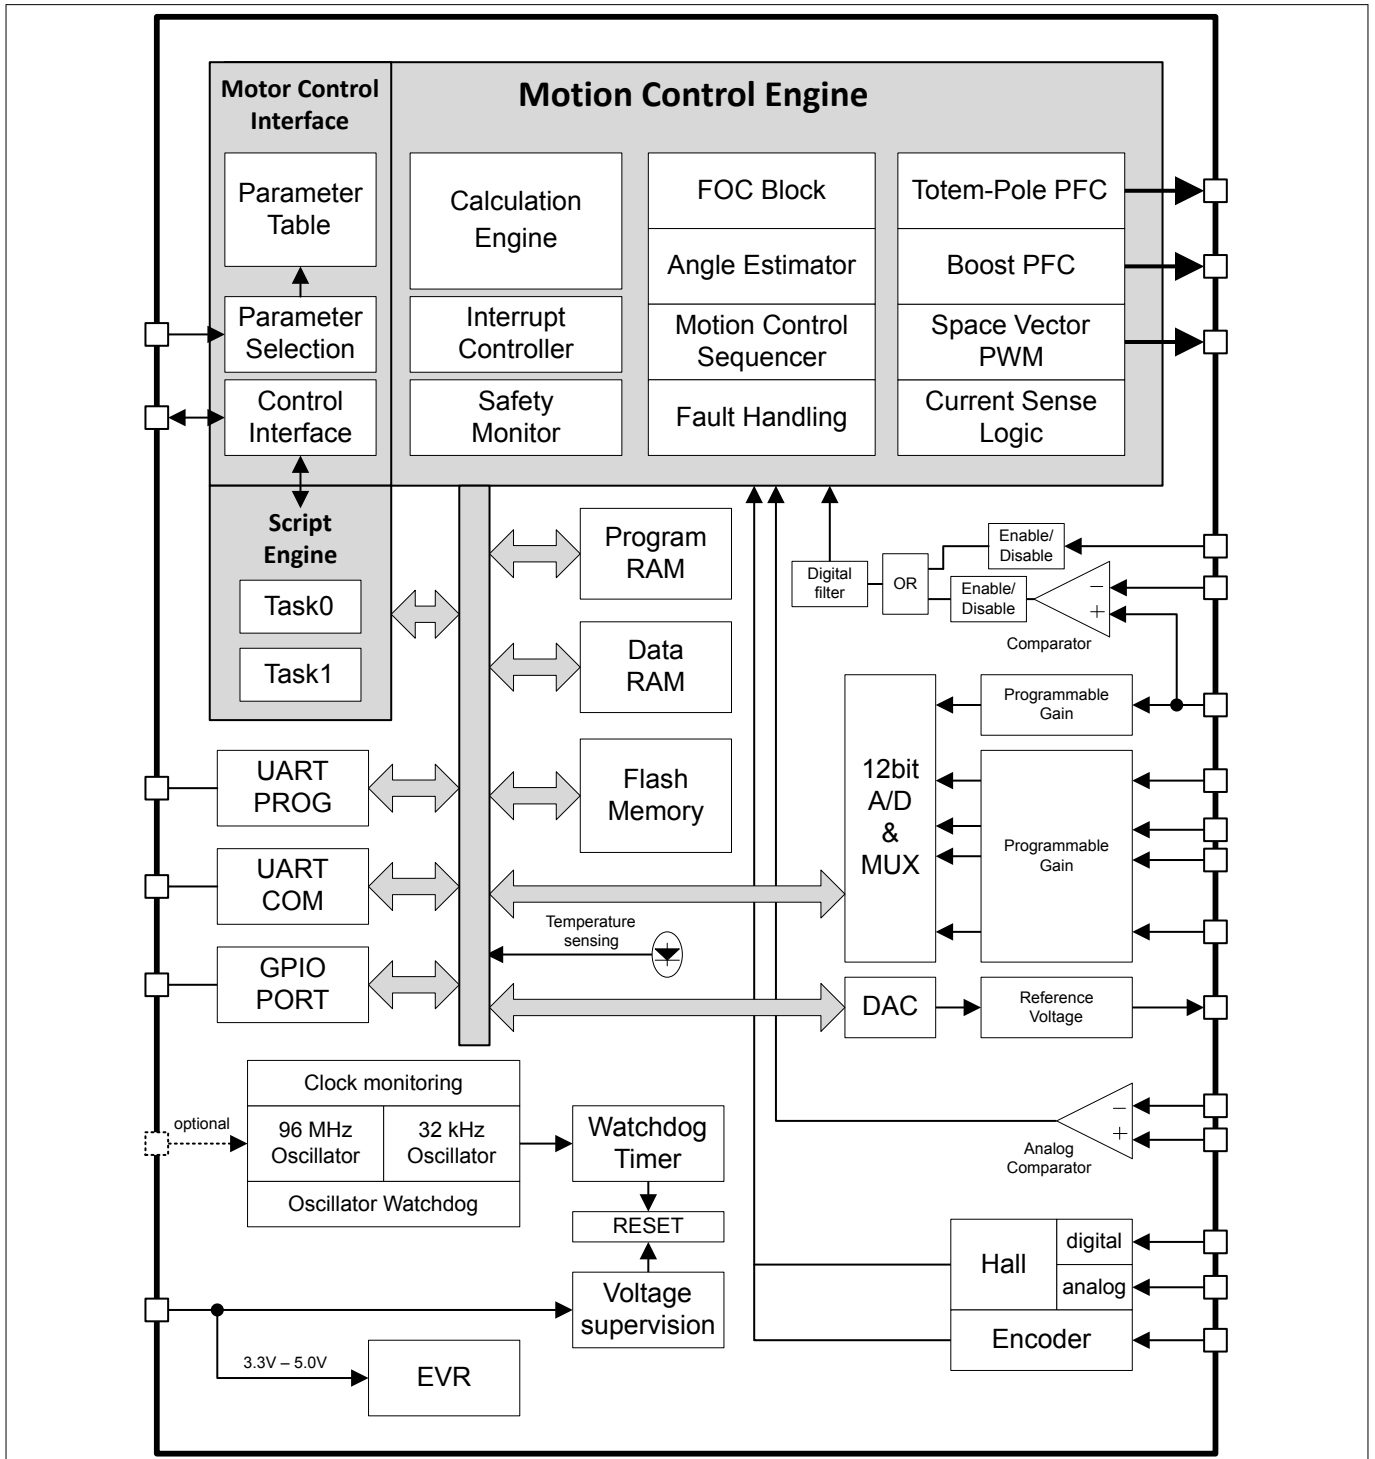 Motor Control
Interface
Motion Control Engine
Parameter
Table
Parameter
Selection
Control
Interface
Calculation
Engine
Interrupt
Controller
Safety
Monitor
FOC Block
Angle Estimator
Motion Control
Sequencer
Fault Handling
Totem-Pole PFC
Boost PFC
Space Vector
PWM
Current Sense
Logic
Script
Engine
Task0
Task1
Program
RAM
Data
RAM
Flash
Memory
UART
PROG
UART
COM
GPIO
PORT
Temperature
sensing
Digital
filter
OR
Enable/
Disable
Enable/
Disable
−
+
Comparator
Programmable
Gain
12bit
A/D
&
MUX
Programmable
Gain
DAC
Reference
Voltage
optional
Clock monitoring
96 MHz
Oscillator
32 kHz
Oscillator
Oscillator Watchdog
Watchdog
Timer
RESET
Voltage
supervision
3.3V – 5.0V
EVR
−
+
Analog
Comparator
Hall
digital
analog
Encoder